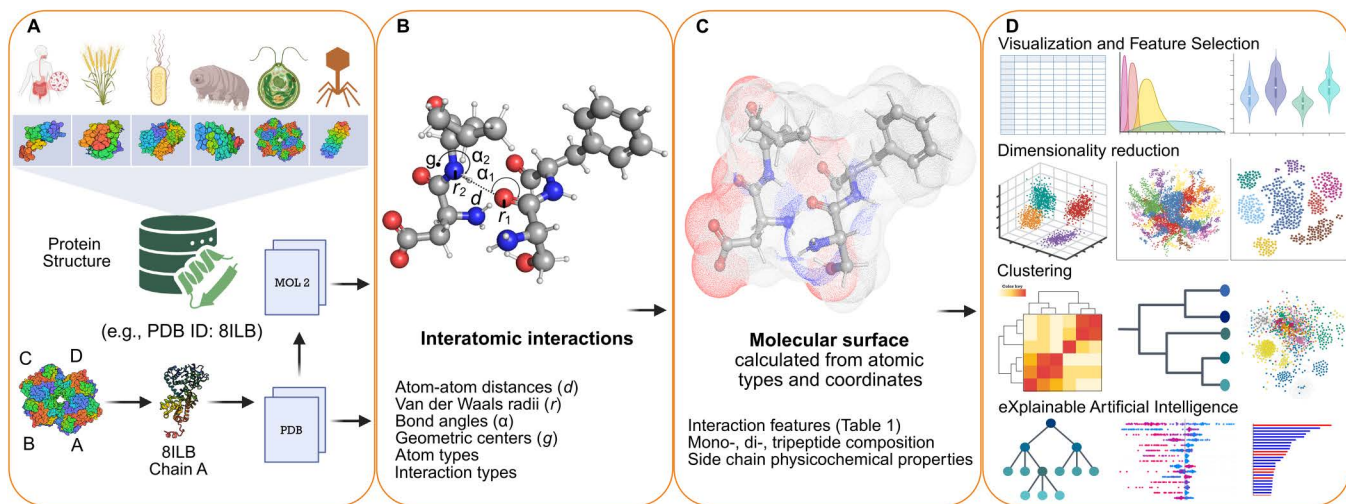 A
Protein
Structure
(e.g., PDB ID: 8ILB)
MOL 2
C
D
B
A
8ILB
Chain A
PDB
B
g
α2
α1
r2
d
r1
Interatomic interactions
Atom-atom distances (d)
Van der Waals radii (r)
Bond angles (α)
Geometric centers (g)
Atom types
Interaction types
C
Molecular surface
calculated from atomic
types and coordinates
Interaction features (Table 1)
Mono-, di-, tripeptide composition
Side chain physicochemical properties
D
Visualization and Feature Selection
Dimensionality reduction
Clustering
Color key
eXplainable Artificial Intelligence